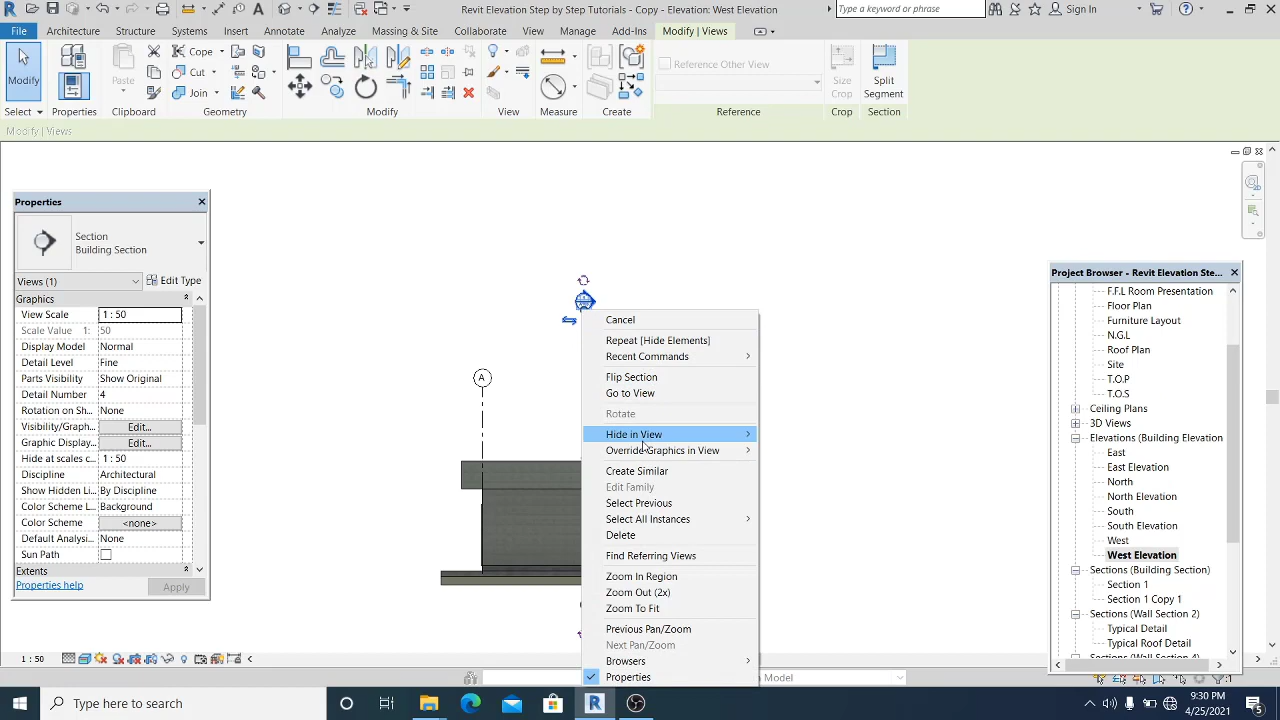 Revit Elevation Step by Step Tutorials - Copy - Elevation: West Elevation
Type a keyword or phrase
Sign In
File
Architecture
Structure
Systems
Insert
Annotate
Analyze
Massing & Site
Collaborate
View
Manage
Add-Ins
Modify | Views
Modify
Paste
Cope
Cut
Join
Reference Other View
Size Crop
Split Segment
Select
Properties
Clipboard
Geometry
Modify
View
Measure
Create
Reference
Crop
Section
Modify | Views
Properties
Section
Building Section
Views (1)
Edit Type
Graphics
View Scale 1 : 50
Scale Value 1: 50
Display Model Normal
Detail Level Fine
Parts Visibility Show Original
Detail Number 4
Rotation on Sh... None
Visibility/Graph... Edit...
Graphic Display... Edit...
Hide at scales c... 1 : 50
Discipline Architectural
Show Hidden Li... By Discipline
Color Scheme L... Background
Color Scheme <none>
Default Analysi... None
Sun Path
Extents
Properties help
Apply
A
Cancel
Repeat [Hide Elements]
Recent Commands
Flip Section
Go to View
Rotate
Hide in View
Override Graphics in View
Create Similar
Edit Family
Select Previous
Select All Instances
Delete
Find Referring Views
Zoom In Region
Zoom Out (2x)
Zoom To Fit
Previous Pan/Zoom
Next Pan/Zoom
Browsers
Properties
Project Browser - Revit Elevation Ste...
F.F.L Room Presentation
Floor Plan
Furniture Layout
N.G.L
Roof Plan
Site
T.O.P
T.O.S
Ceiling Plans
3D Views
Elevations (Building Elevation
East
East Elevation
North
North Elevation
South
South Elevation
West
West Elevation
Sections (Building Section)
Section 1
Section 1 Copy 1
Sections (Wall Section 2)
Typical Detail
Typical Roof Detail
1 : 50
Model
Type here to search
9:30 PM
4/25/2021
5